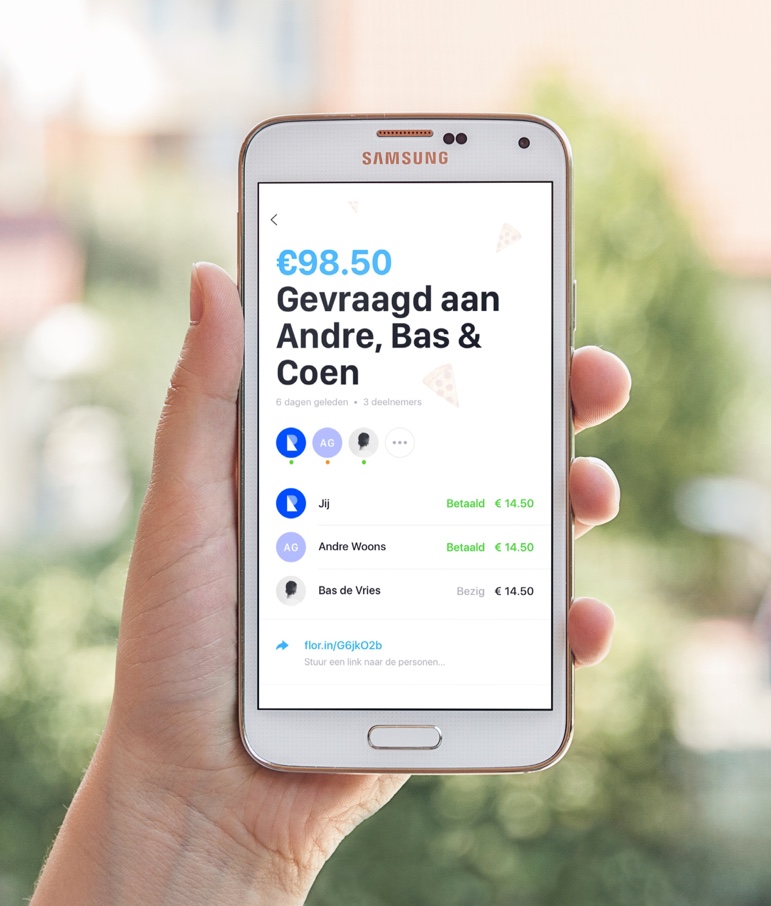 SAMSUNG
€98.50
Gevraagd aan
Andre, Bas &
Coen
6 dagen geleden • 3 deelnemers
AG
Jij Betaald € 14.50
AG Andre Woons Betaald € 14.50
Bas de Vries Bezig € 14.50
flor.in/G6jkO2b
Stuur een link naar de personen...